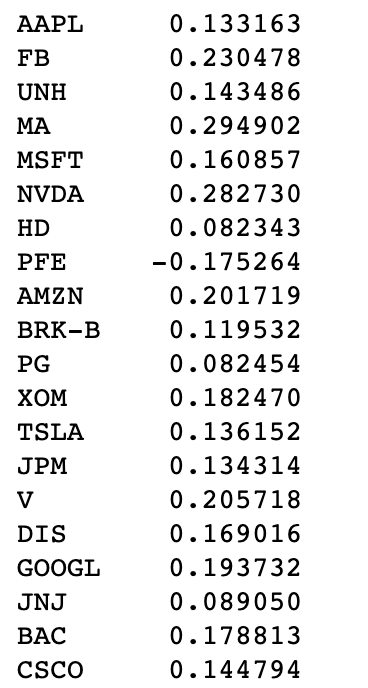 AAPL 0.133163
FB 0.230478
UNH 0.143486
MA 0.294902
MSFT 0.160857
NVDA 0.282730
HD 0.082343
PFE -0.175264
AMZN 0.201719
BRK-B 0.119532
PG 0.082454
XOM 0.182470
TSLA 0.136152
JPM 0.134314
V 0.205718
DIS 0.169016
GOOGL 0.193732
JNJ 0.089050
BAC 0.178813
CSCO 0.144794